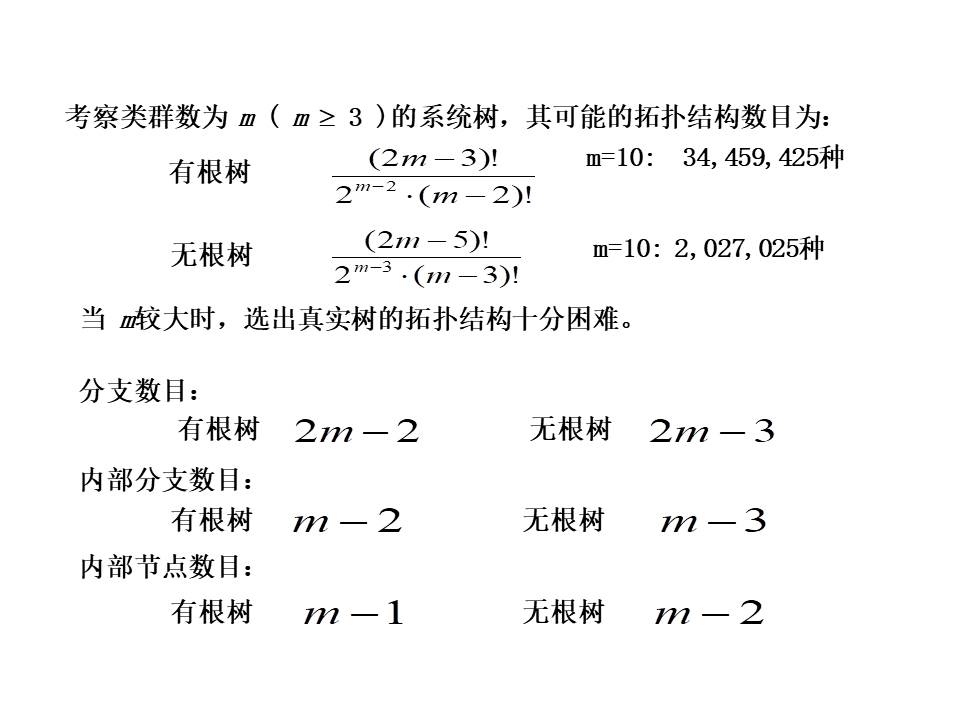 考察类群数为 m ( m ≥ 3 )的系统树，其可能的拓扑结构数目为：
有根树 (2m − 3)! / 2^{m−2} · (m − 2)! m=10: 34,459,425种
无根树 (2m − 5)! / 2^{m−3} · (m − 3)! m=10: 2,027,025种
当 m较大时，选出真实树的拓扑结构十分困难。
分支数目：
有根树 2m − 2 无根树 2m − 3
内部分支数目：
有根树 m − 2 无根树 m − 3
内部节点数目：
有根树 m − 1 无根树 m − 2